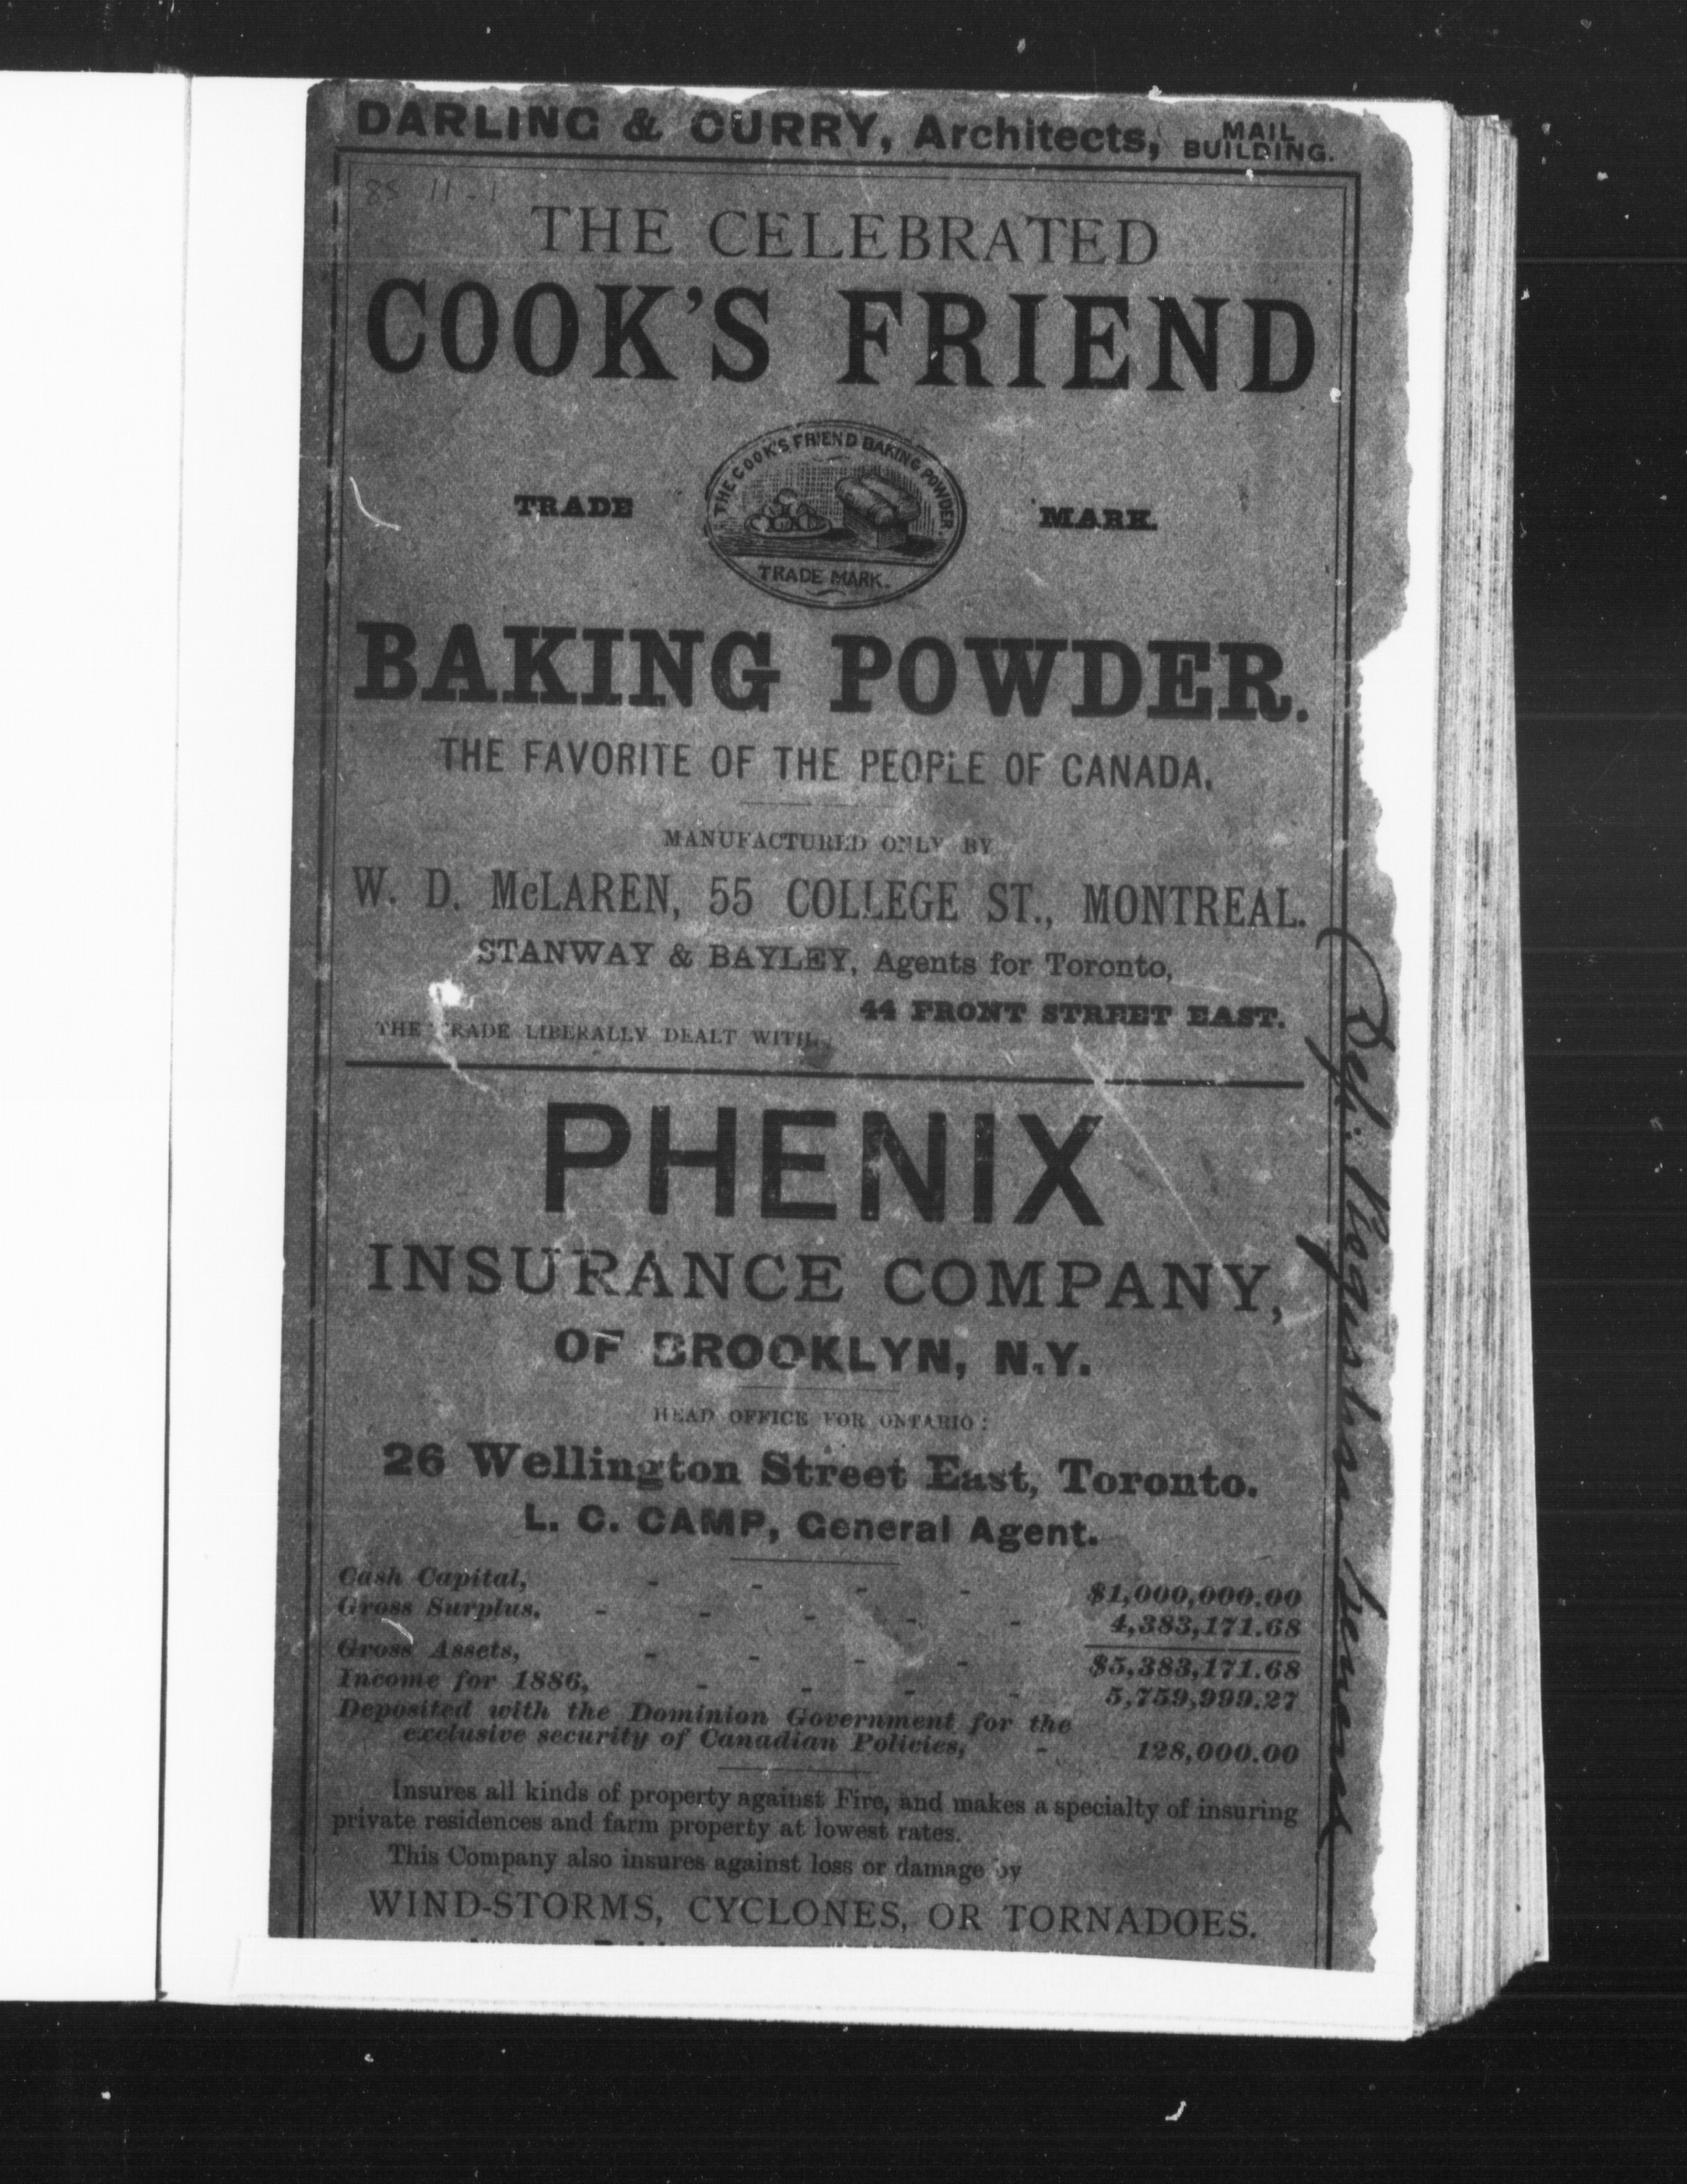 DARLING & CURRY, Architects, MAIL BUILDING.
85 11-1
THE CELEBRATED
COOK'S FRIEND
TRADE
THE COOK'S FRIEND BAKING POWDER
TRADE MARK.
MARK.
BAKING POWDER.
THE FAVORITE OF THE PEOPLE OF CANADA.
MANUFACTURED ONLY BY
W. D. McLAREN, 55 COLLEGE ST., MONTREAL.
STANWAY & BAYLEY, Agents for Toronto,
44 FRONT STREET EAST.
THE TRADE LIBERALLY DEALT WITH.
PHENIX
INSURANCE COMPANY,
OF BROOKLYN, N.Y.
HEAD OFFICE FOR ONTARIO:
26 Wellington Street East, Toronto.
L. C. CAMP, General Agent.
Cash Capital, - - - - $1,000,000.00
Gross Surplus, - - - - - 4,383,171.68
Gross Assets, - - - - $5,383,171.68
Income for 1886, - - - - 5,759,999.27
Deposited with the Dominion Government for the
exclusive security of Canadian Policies, - 128,000.00
Insures all kinds of property against Fire, and makes a specialty of insuring
private residences and farm property at lowest rates.
This Company also insures against loss or damage by
WIND-STORMS, CYCLONES, OR TORNADOES.